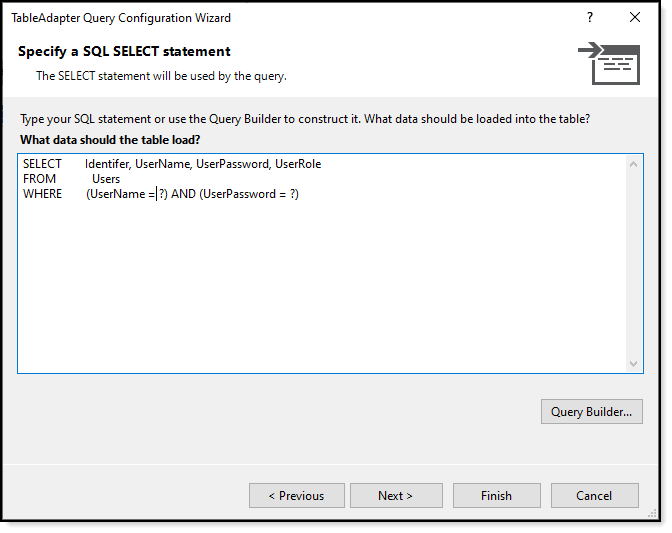 TableAdapter Query Configuration Wizard
?
Specify a SQL SELECT statement
The SELECT statement will be used by the query.
Type your SQL statement or use the Query Builder to construct it. What data should be loaded into the table?
What data should the table load?
SELECT Identifer, UserName, UserPassword, UserRole
FROM Users
WHERE (UserName = ?) AND (UserPassword = ?)
Query Builder...
< Previous Next > Finish Cancel